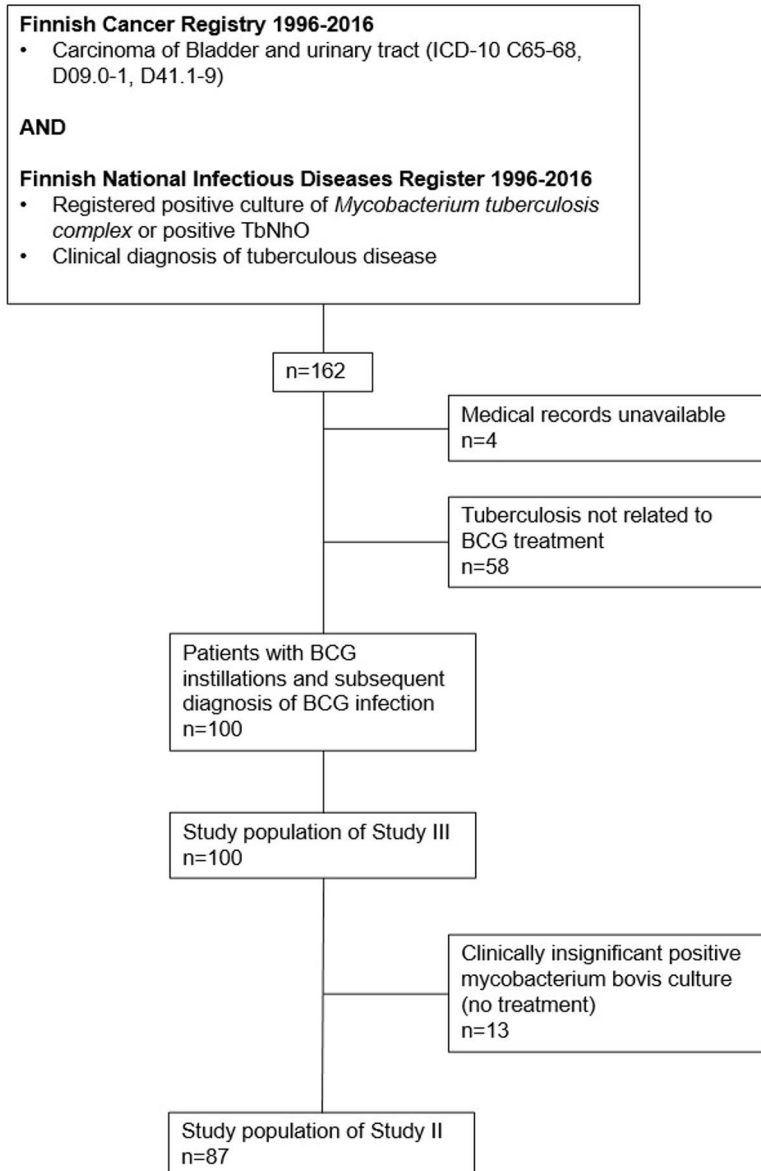 Finnish Cancer Registry 1996-2016
• Carcinoma of Bladder and urinary tract (ICD-10 C65-68,
D09.0-1, D41.1-9)
AND
Finnish National Infectious Diseases Register 1996-2016
• Registered positive culture of Mycobacterium tuberculosis
complex or positive TbNhO
• Clinical diagnosis of tuberculous disease
n=162
Medical records unavailable
n=4
Tuberculosis not related to
BCG treatment
n=58
Patients with BCG
instillations and subsequent
diagnosis of BCG infection
n=100
Study population of Study III
n=100
Clinically insignificant positive
mycobacterium bovis culture
(no treatment)
n=13
Study population of Study II
n=87